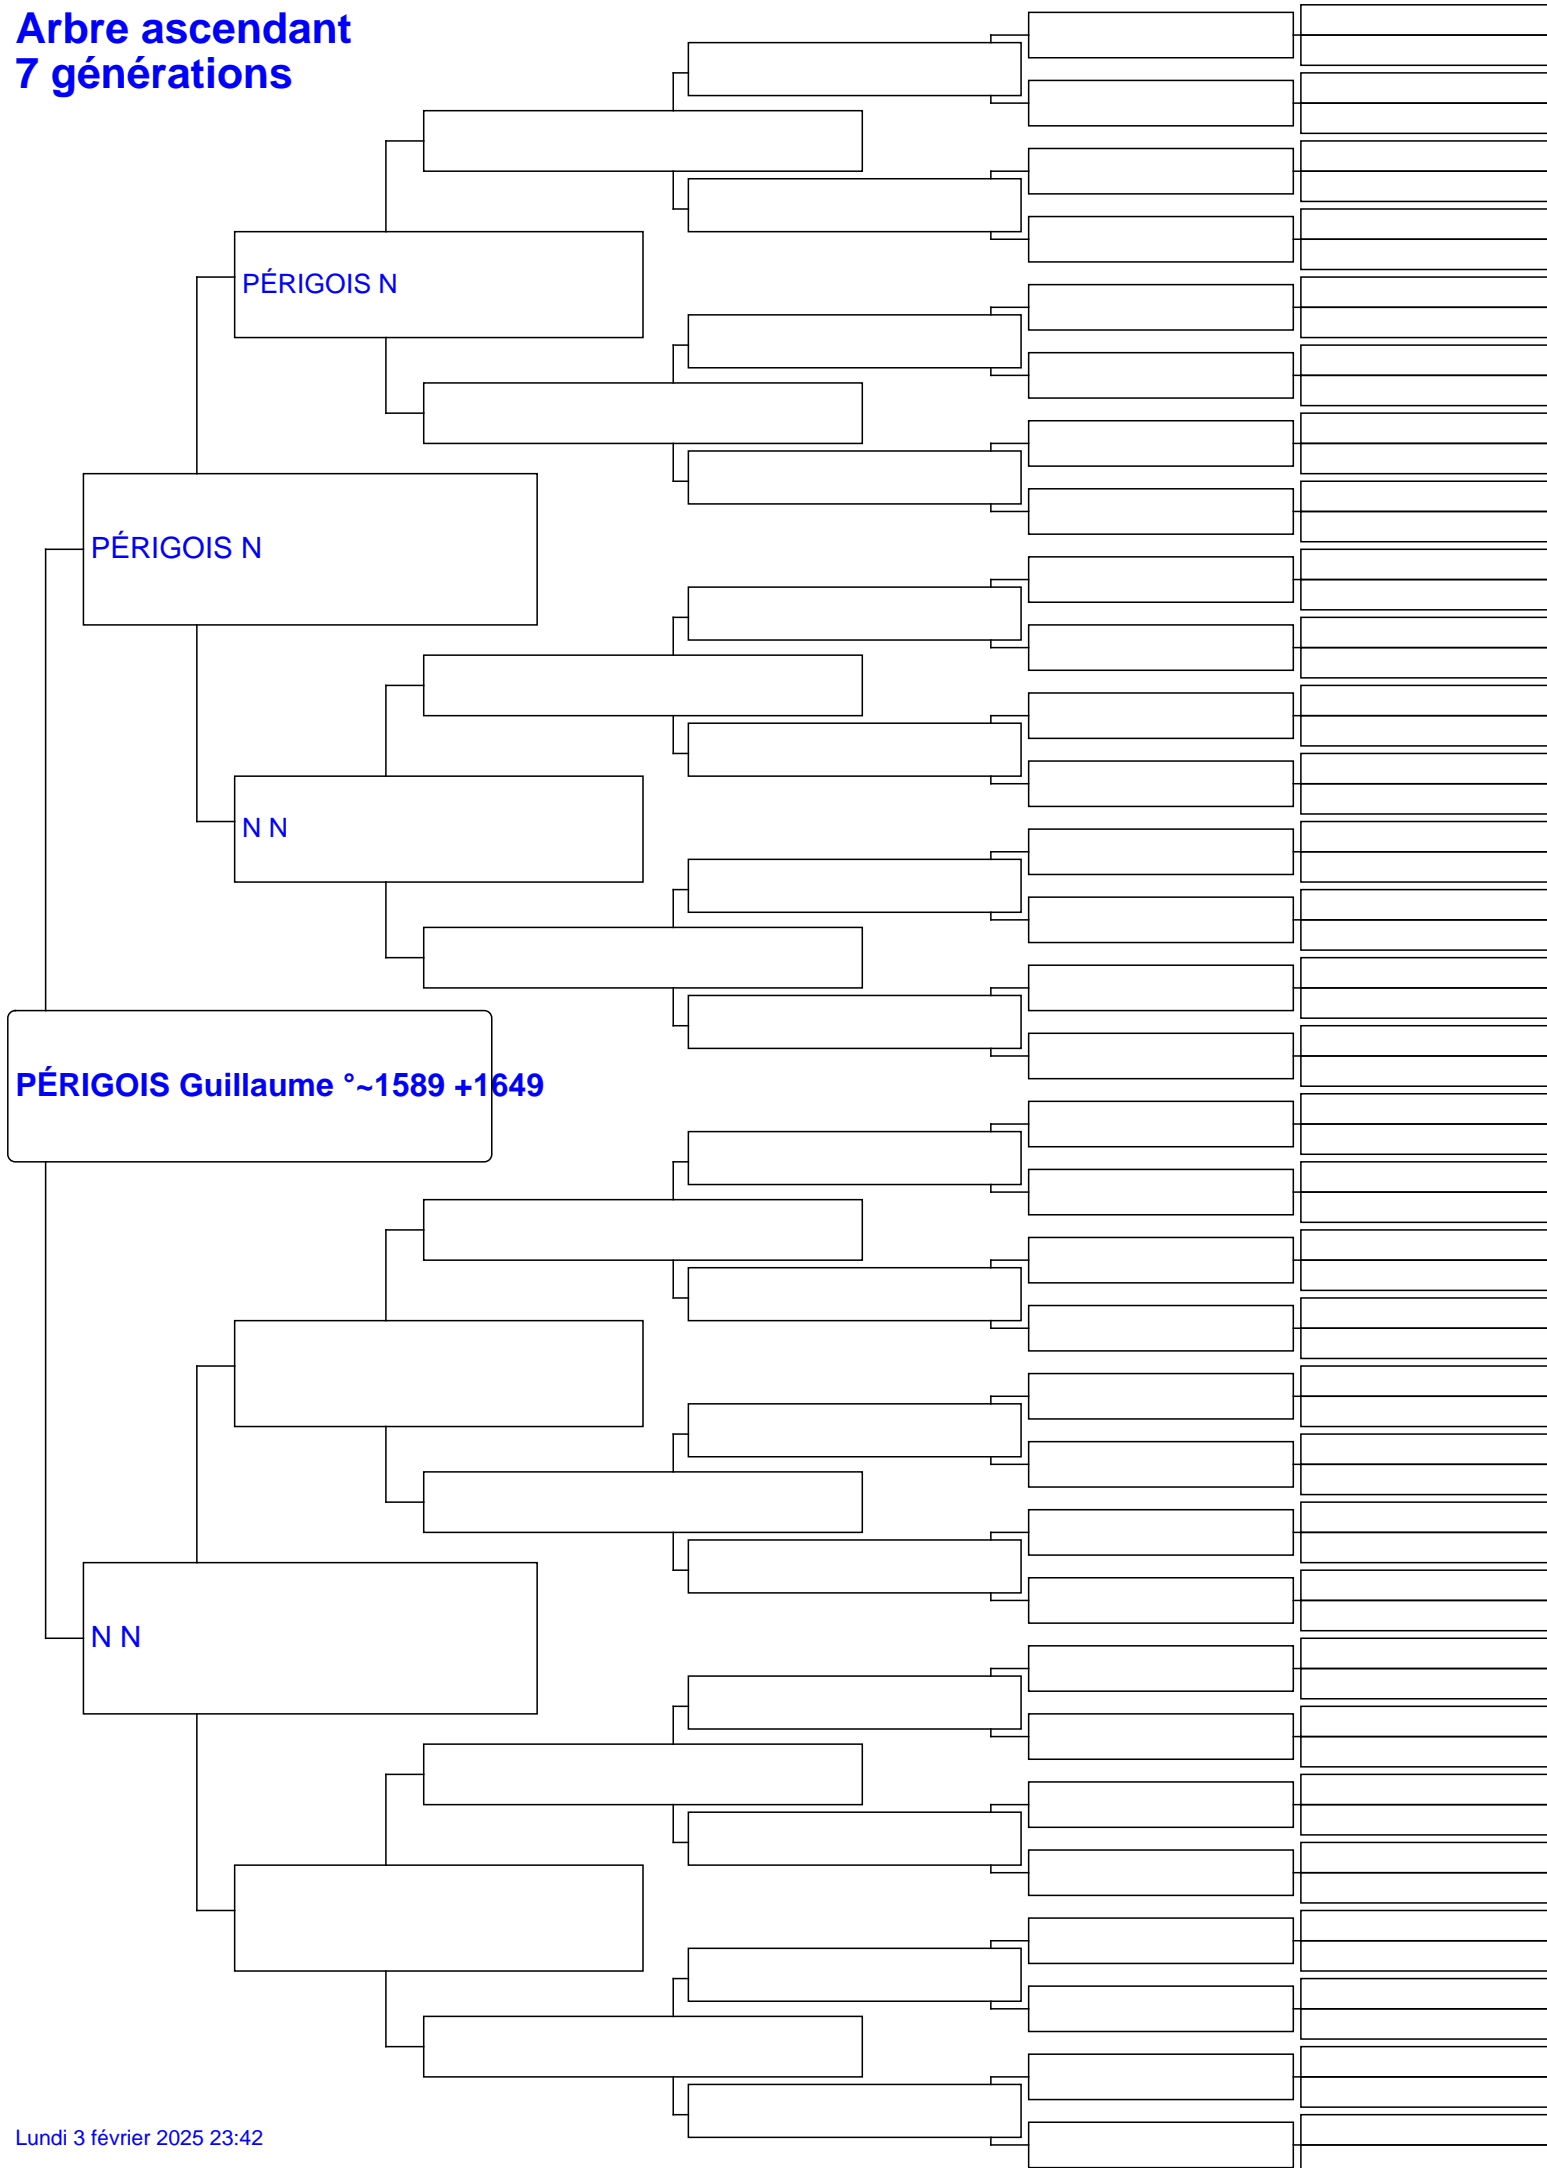 Arbre ascendant
7 générations
PÉRIGOIS N
PÉRIGOIS N
N N
PÉRIGOIS Guillaume °~1589 +1649
N N
Lundi 3 février 2025 23:42